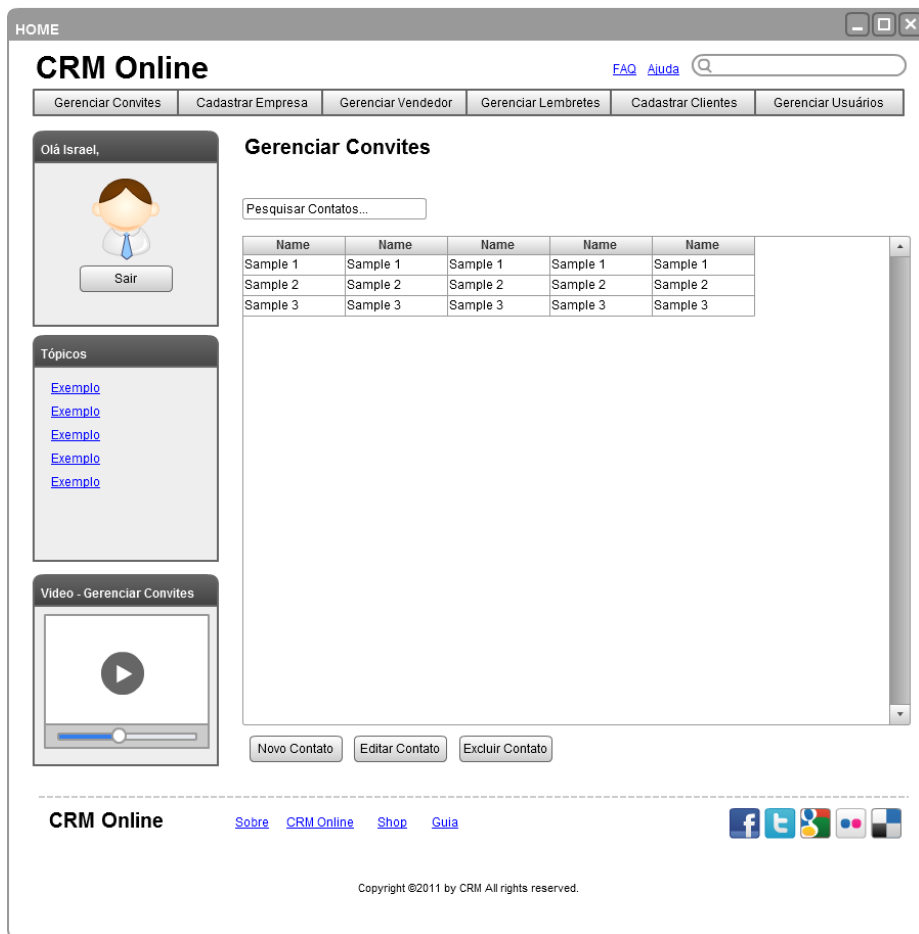 HOME
CRM Online
FAQ Ajuda
Gerenciar Convites Cadastrar Empresa Gerenciar Vendedor Gerenciar Lembretes Cadastrar Clientes Gerenciar Usuários
Olá Israel,
Sair
Tópicos
Exemplo
Exemplo
Exemplo
Exemplo
Exemplo
Video - Gerenciar Convites
Gerenciar Convites
Pesquisar Contatos...
Name Name Name Name Name
Sample 1 Sample 1 Sample 1 Sample 1 Sample 1
Sample 2 Sample 2 Sample 2 Sample 2 Sample 2
Sample 3 Sample 3 Sample 3 Sample 3 Sample 3
Novo Contato Editar Contato Excluir Contato
CRM Online
Sobre CRM Online Shop Guia
Copyright ©2011 by CRM All rights reserved.